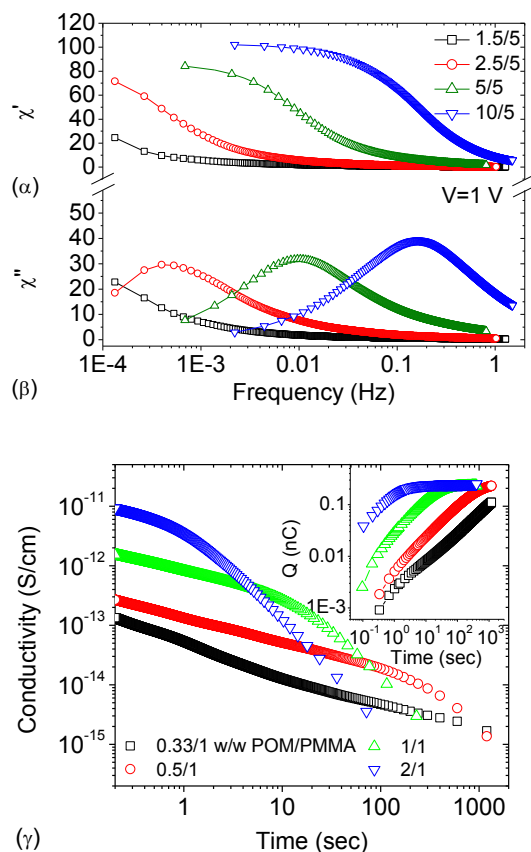 120
100
80
60
40
20
0
χ'
1.5/5
2.5/5
5/5
10/5
(α)
V=1 V
50
40
30
20
10
0
χ''
1E-4
1E-3
0.01
0.1
1
Frequency (Hz)
(β)
10⁻¹¹
10⁻¹²
10⁻¹³
10⁻¹⁴
10⁻¹⁵
Conductivity (S/cm)
0.1
0.01
1E-3
Q (nC)
10⁻¹ 10⁰ 10¹ 10² 10³
Time (sec)
0.33/1 w/w POM/PMMA
0.5/1
1/1
2/1
1
10
100
1000
Time (sec)
(γ)